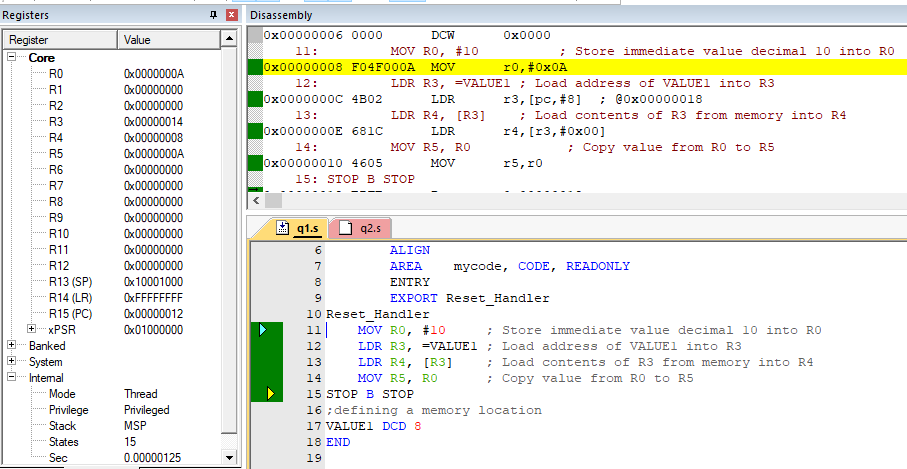 Registers
Register Value
Core
R0 0x0000000A
R1 0x00000000
R2 0x00000000
R3 0x00000014
R4 0x00000008
R5 0x0000000A
R6 0x00000000
R7 0x00000000
R8 0x00000000
R9 0x00000000
R10 0x00000000
R11 0x00000000
R12 0x00000000
R13 (SP) 0x10001000
R14 (LR) 0xFFFFFFFF
R15 (PC) 0x00000012
xPSR 0x01000000
Banked
System
Internal
Mode Thread
Privilege Privileged
Stack MSP
States 15
Sec 0.00000125
Disassembly
0x00000006 0000 DCW 0x0000
11: MOV R0, #10 ; Store immediate value decimal 10 into R0
0x00000008 F04F000A MOV r0,#0x0A
12: LDR R3, =VALUE1 ; Load address of VALUE1 into R3
0x0000000C 4B02 LDR r3,[pc,#8] ; @0x00000018
13: LDR R4, [R3] ; Load contents of R3 from memory into R4
0x0000000E 681C LDR r4,[r3,#0x00]
14: MOV R5, R0 ; Copy value from R0 to R5
0x00000010 4605 MOV r5,r0
15: STOP B STOP
q1.s q2.s
6 ALIGN
7 AREA mycode, CODE, READONLY
8 ENTRY
9 EXPORT Reset_Handler
10 Reset_Handler
11 MOV R0, #10 ; Store immediate value decimal 10 into R0
12 LDR R3, =VALUE1 ; Load address of VALUE1 into R3
13 LDR R4, [R3] ; Load contents of R3 from memory into R4
14 MOV R5, R0 ; Copy value from R0 to R5
15 STOP B STOP
16 ;defining a memory location
17 VALUE1 DCD 8
18 END
19